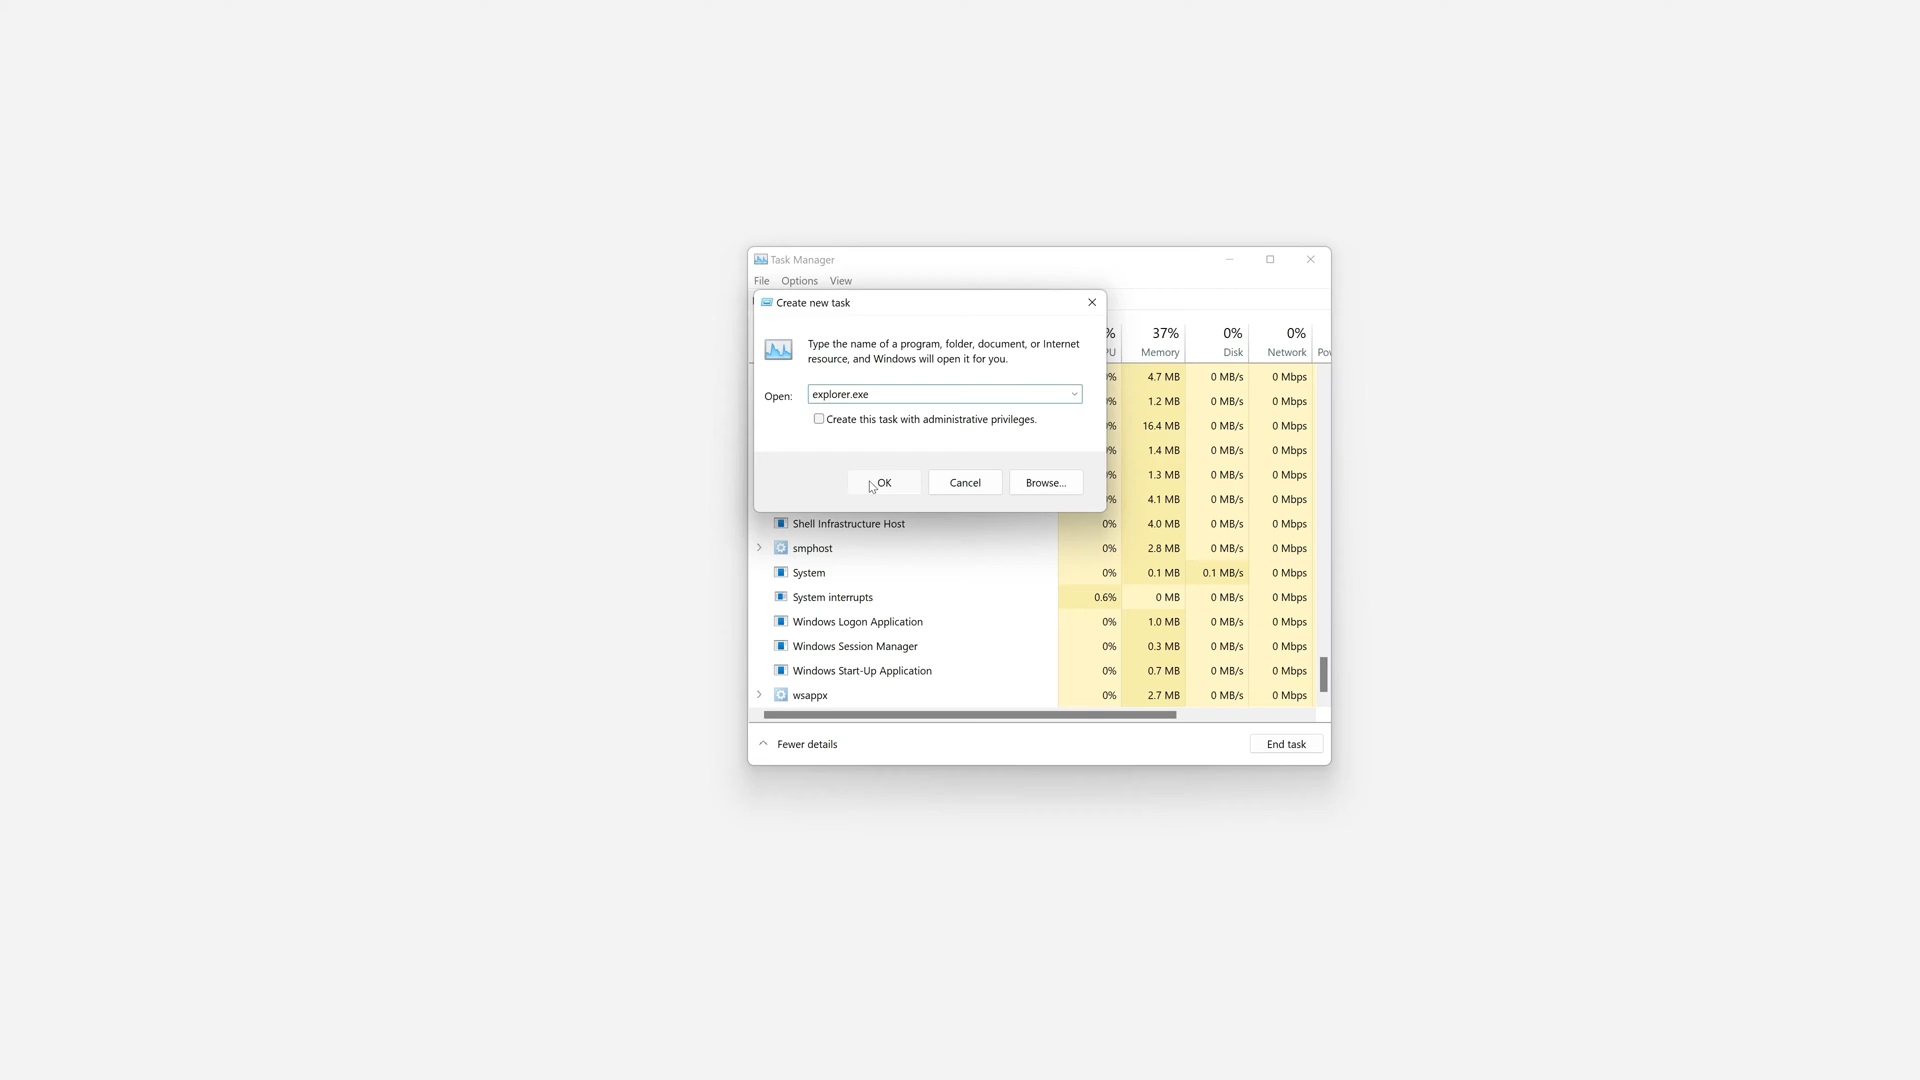 Task Manager
File Options View
Create new task
Type the name of a program, folder, document, or Internet
resource, and Windows will open it for you.
Open: explorer.exe
Create this task with administrative privileges.
OK Cancel Browse...
% 37% 0% 0%
Memory Disk Network
% 4.7 MB 0 MB/s 0 Mbps
% 1.2 MB 0 MB/s 0 Mbps
% 16.4 MB 0 MB/s 0 Mbps
% 1.4 MB 0 MB/s 0 Mbps
% 1.3 MB 0 MB/s 0 Mbps
% 4.1 MB 0 MB/s 0 Mbps
Shell Infrastructure Host 0% 4.0 MB 0 MB/s 0 Mbps
smphost 0% 2.8 MB 0 MB/s 0 Mbps
System 0% 0.1 MB 0.1 MB/s 0 Mbps
System interrupts 0.6% 0 MB 0 MB/s 0 Mbps
Windows Logon Application 0% 1.0 MB 0 MB/s 0 Mbps
Windows Session Manager 0% 0.3 MB 0 MB/s 0 Mbps
Windows Start-Up Application 0% 0.7 MB 0 MB/s 0 Mbps
wsappx 0% 2.7 MB 0 MB/s 0 Mbps
Fewer details End task